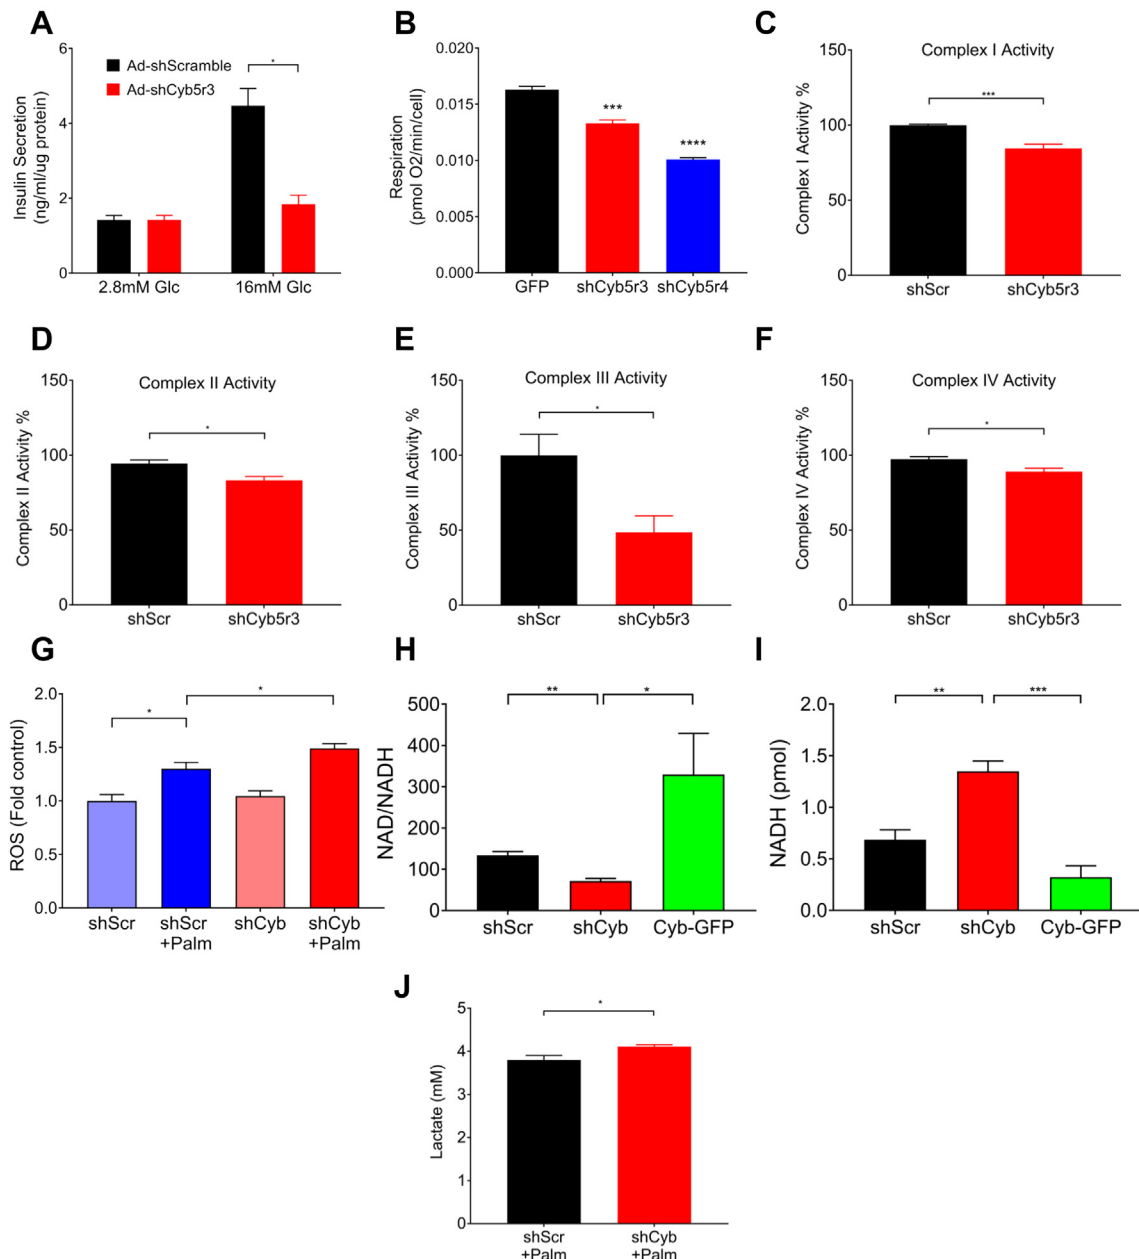 A
6
4
2
0
Insulin Secretion
(ng/ml/ug protein)
Ad-shScramble
Ad-shCyb5r3
*
2.8mM Glc
16mM Glc
B
0.020
0.015
0.010
0.005
0.000
Respiration
(pmol O2/min/cell)
***
****
GFP
shCyb5r3
shCyb5r4
C
Complex I Activity
150
100
50
0
Complex I Activity %
***
shScr
shCyb5r3
D
Complex II Activity
150
100
50
0
Complex II Activity %
*
shScr
shCyb5r3
E
Complex III Activity
150
100
50
0
Complex III Activity %
*
shScr
shCyb5r3
F
Complex IV Activity
150
100
50
0
Complex IV Activity %
*
shScr
shCyb5r3
G
2.0
1.5
1.0
0.5
0.0
ROS (Fold control)
*
*
shScr
shScr
+Palm
shCyb
shCyb
+Palm
H
500
400
300
200
100
0
NAD/NADH
**
*
shScr
shCyb
Cyb-GFP
I
2.0
1.5
1.0
0.5
0.0
NADH (pmol)
**
***
shScr
shCyb
Cyb-GFP
J
5
4
3
2
1
0
Lactate (mM)
*
shScr
+Palm
shCyb
+Palm